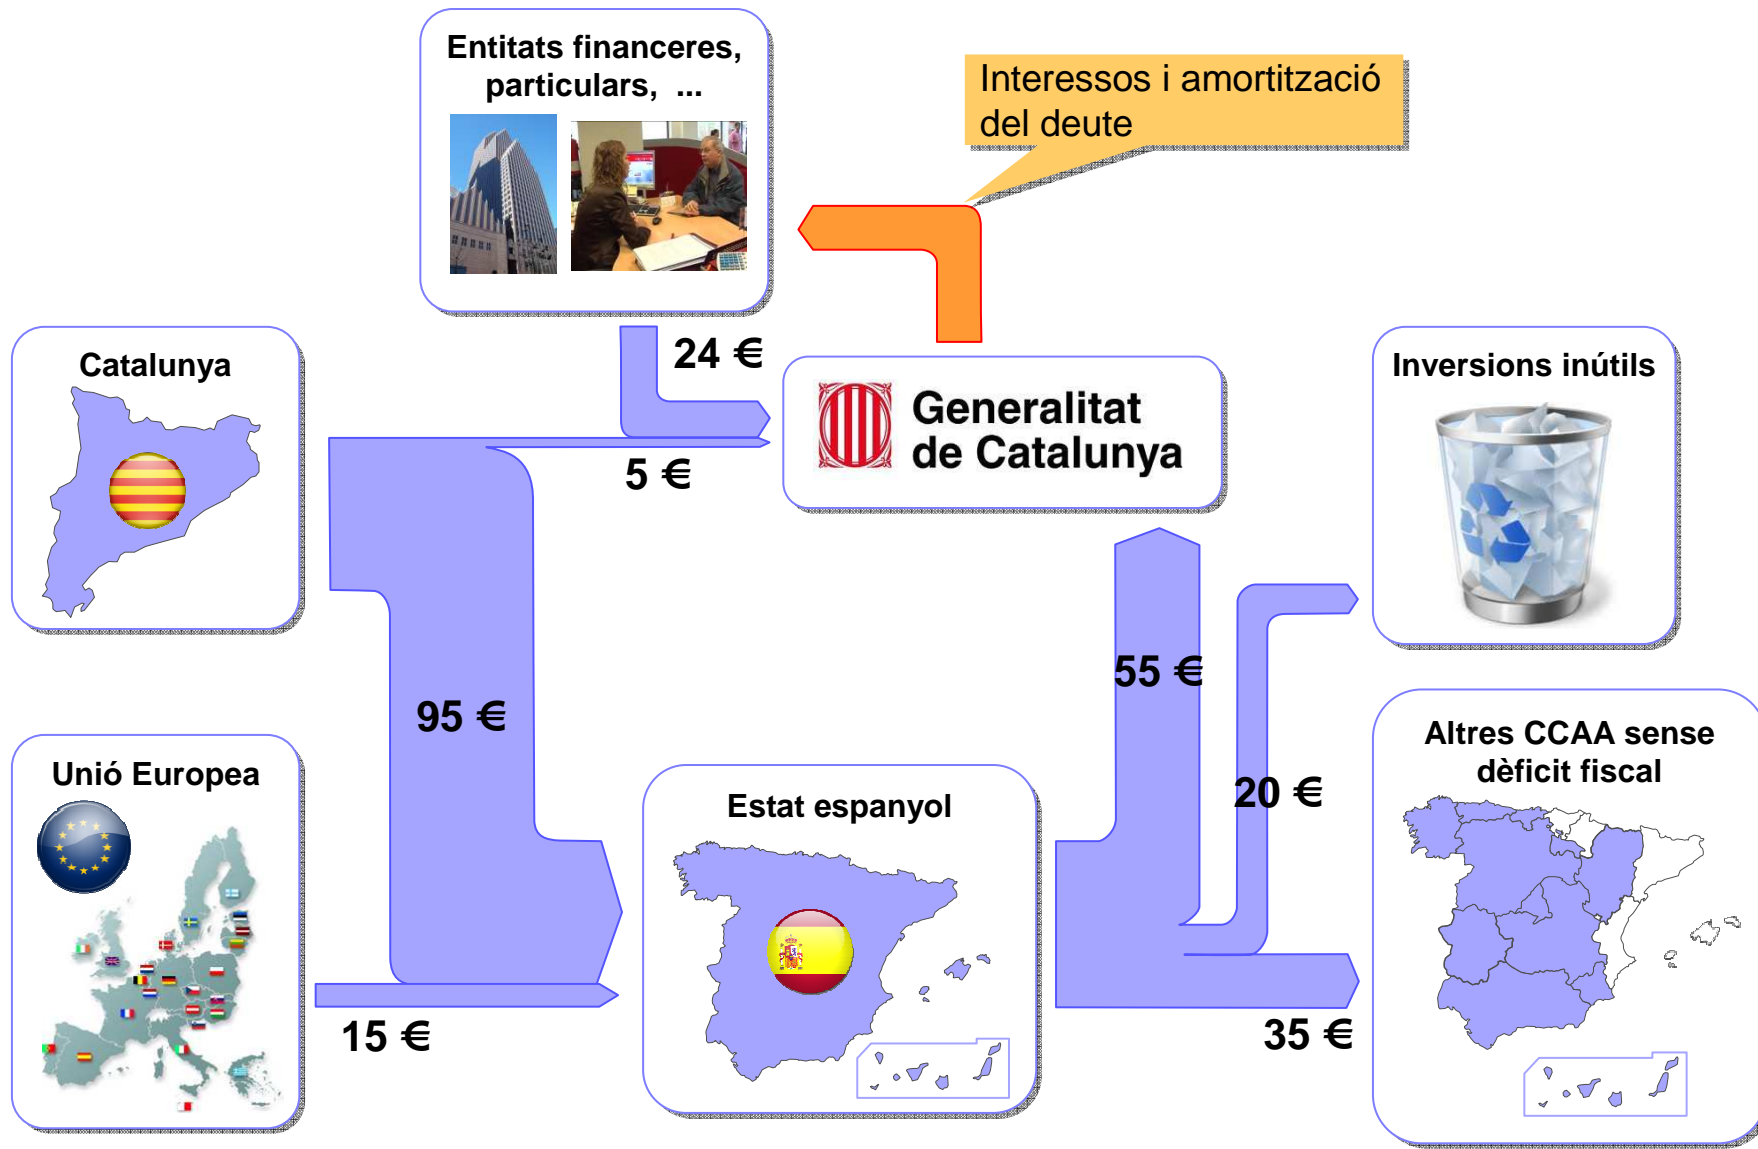 Entitats financeres,
particulars, ...
Interessos i amortització
del deute
24 €
Catalunya
Generalitat
de Catalunya
Inversions inútils
5 €
55 €
95 €
Altres CCAA sense
dèficit fiscal
Unió Europea
Estat espanyol
20 €
15 €
35 €